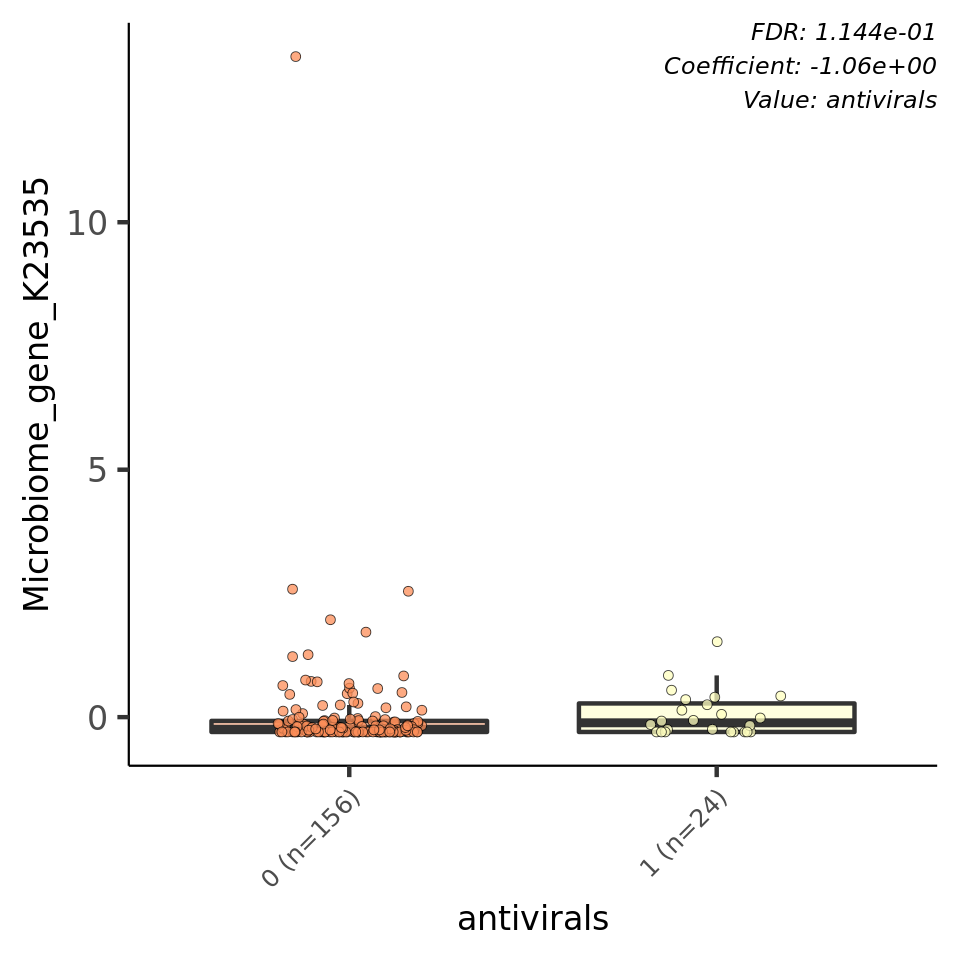 FDR: 1.144e-01
Coefficient: -1.06e+00
Value: antivirals
Microbiome_gene_K23535
10
5
0
0 (n=156)
1 (n=24)
antivirals